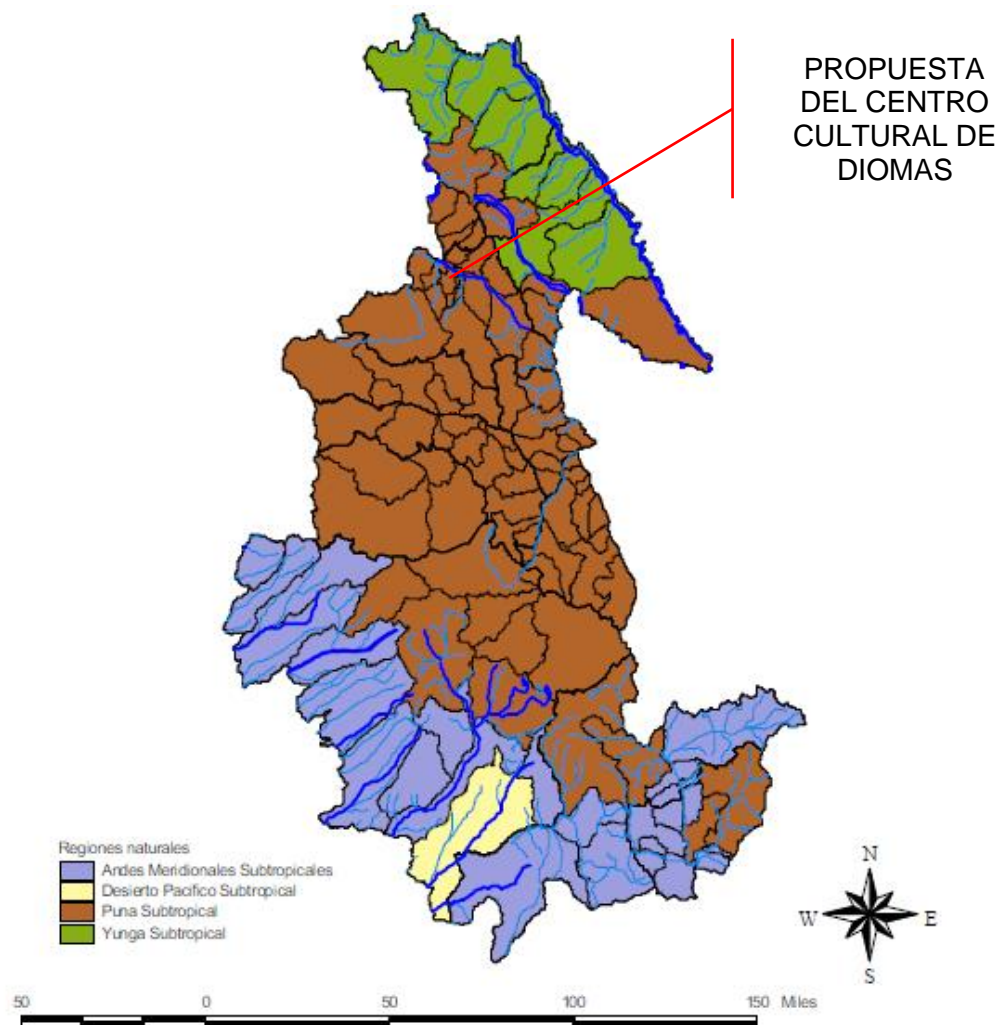 PROPUESTA
DEL CENTRO
CULTURAL DE
DIOMAS
Regiones naturales
Andes Meridionales Subtropicales
Desierto Pacifico Subtropical
Puna Subtropical
Yunga Subtropical
N
W E
S
50 0 50 100 150 Miles